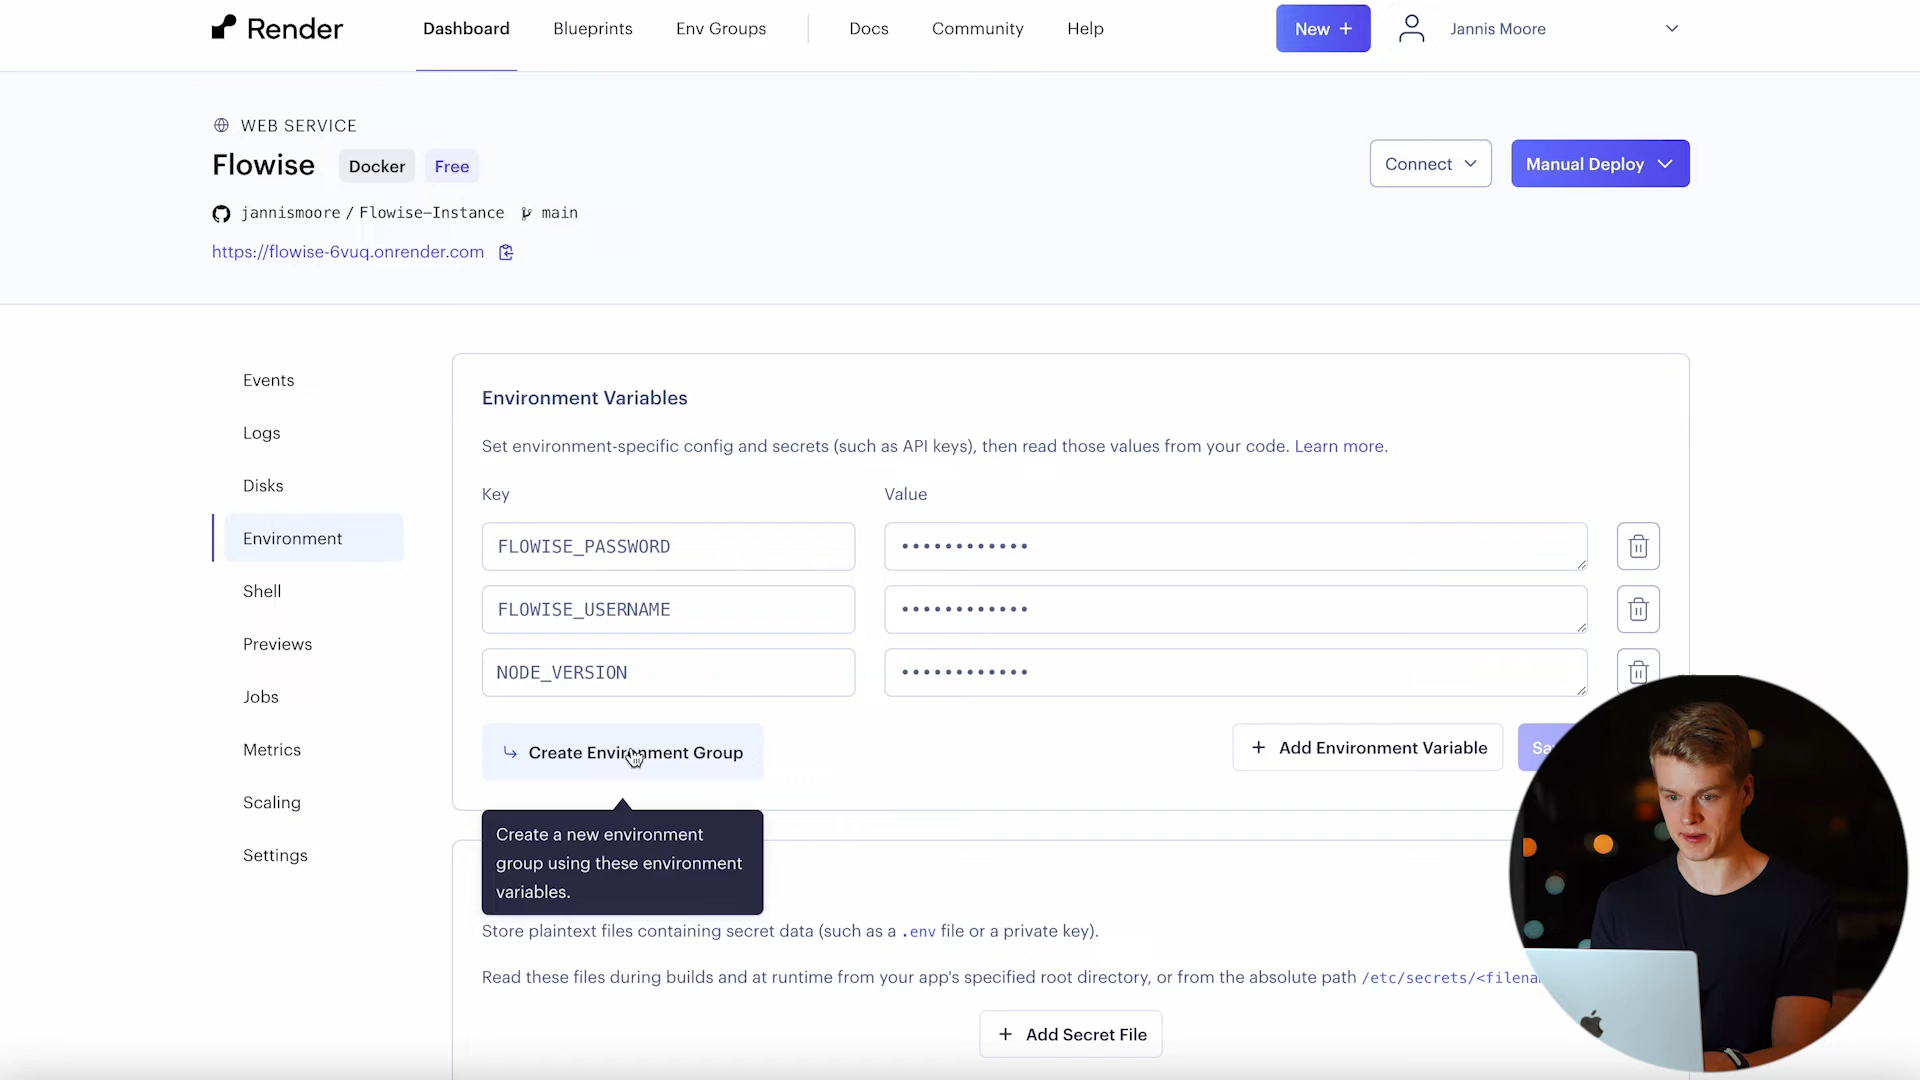 Render
Dashboard
Blueprints
Env Groups
Docs
Community
Help
New +
Jannis Moore
WEB SERVICE
Flowise
Docker
Free
Connect
Manual Deploy
jannismoore / Flowise-Instance
main
https://flowise-6vuq.onrender.com
Events
Logs
Disks
Environment
Shell
Previews
Jobs
Metrics
Scaling
Settings
Environment Variables
Set environment-specific config and secrets (such as API keys), then read those values from your code. Learn more.
Key
Value
FLOWISE_PASSWORD
••••••••••••
FLOWISE_USERNAME
••••••••••••
NODE_VERSION
••••••••••••
Create Environment Group
+ Add Environment Variable
Create a new environment
group using these environment
variables.
Store plaintext files containing secret data (such as a .env file or a private key).
Read these files during builds and at runtime from your app's specified root directory, or from the absolute path
+ Add Secret File